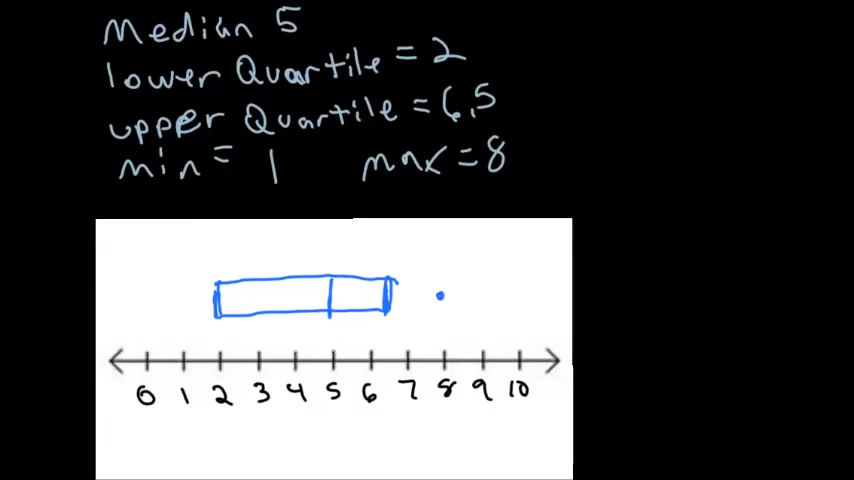 Median 5
lower Quartile = 2
upper Quartile = 6.5
min = 1 max = 8
0 1 2 3 4 5 6 7 8 9 10